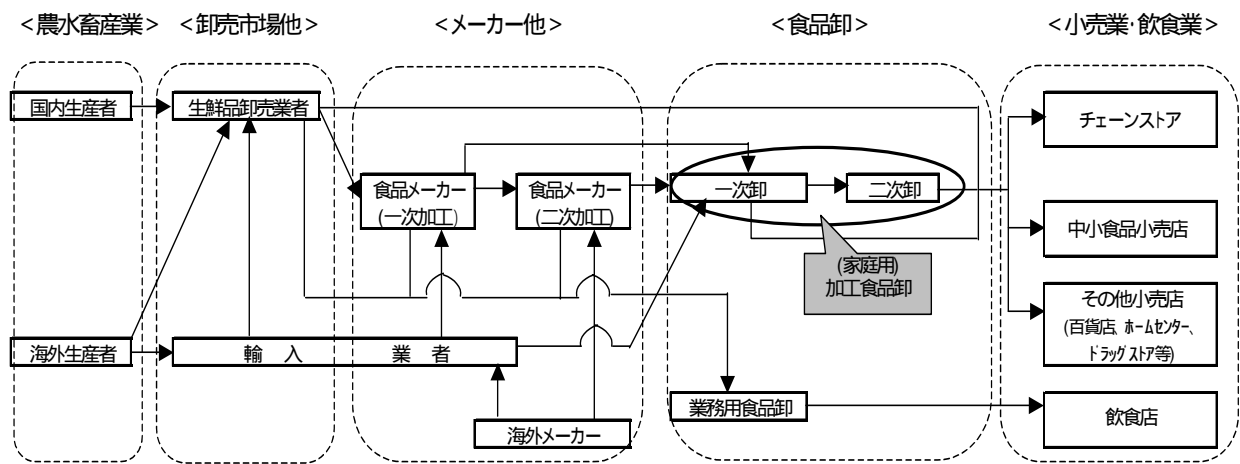 <農水畜産業>
<卸売市場他>
<メーカー他>
<食品卸>
<小売業･飲食業>
国内生産者
生鮮品卸売業者
チェーンストア
食品メーカー
(一次加工)
食品メーカー
(二次加工)
一次卸
二次卸
中小食品小売店
(家庭用)
加工食品卸
その他小売店
(百貨店、ホームセンター、
ドラッグストア等)
海外生産者
輸 入 業 者
業務用食品卸
飲食店
海外メーカー